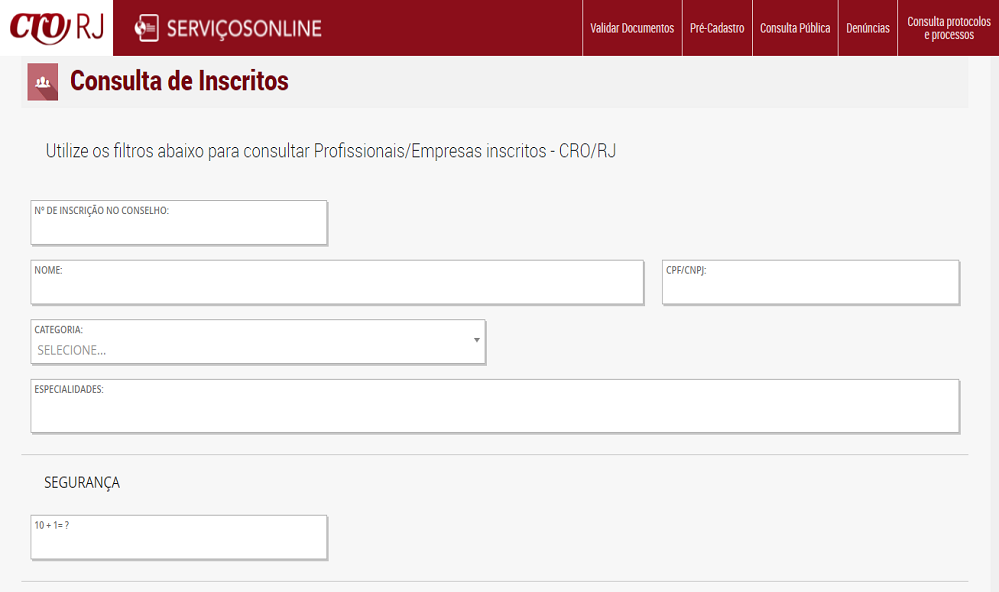 CRO RJ
SERVIÇOSONLINE
Validar Documentos
Pré-Cadastro
Consulta Pública
Denúncias
Consulta protocolos
e processos
Consulta de Inscritos
Utilize os filtros abaixo para consultar Profissionais/Empresas inscritos - CRO/RJ
Nº DE INSCRIÇÃO NO CONSELHO:
NOME:
CPF/CNPJ:
CATEGORIA:
SELECIONE...
ESPECIALIDADES:
SEGURANÇA
10 + 1= ?